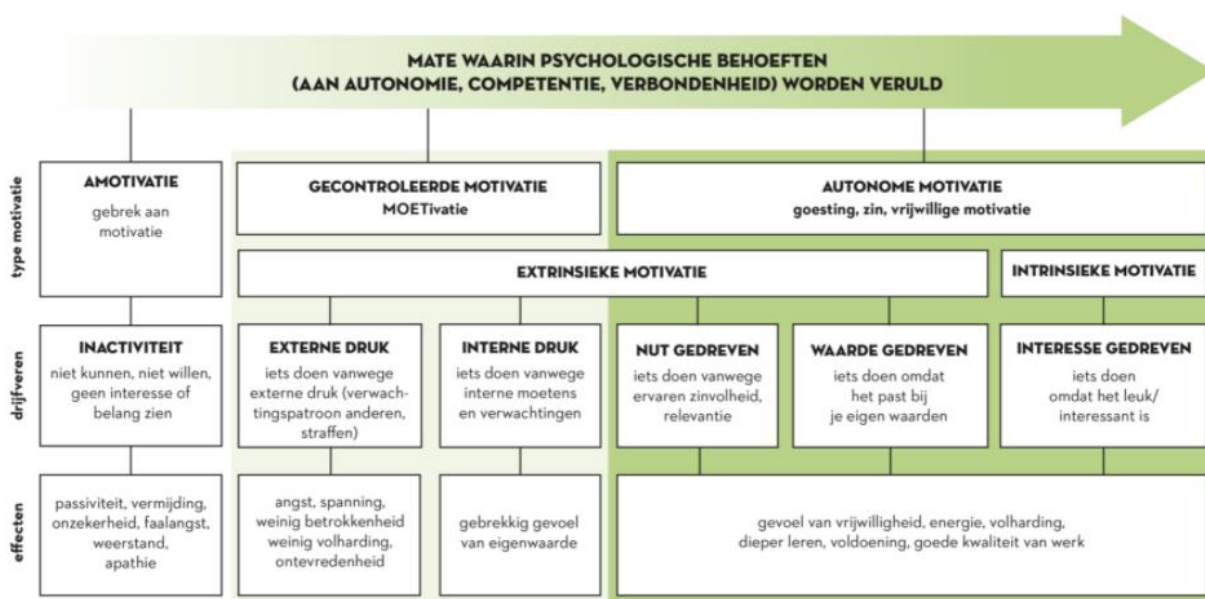 MATE WAARIN PSYCHOLOGISCHE BEHOEFTEN
(AAN AUTONOMIE, COMPETENTIE, VERBONDENHEID) WORDEN VERULD
type motivatie
AMOTIVATIE
gebrek aan
motivatie
GECONTROLEERDE MOTIVATIE
MOETivatie
AUTONOME MOTIVATIE
goesting, zin, vrijwillige motivatie
EXTRINSIEKE MOTIVATIE
INTRINSIEKE MOTIVATIE
drijfveren
INACTIVITEIT
niet kunnen, niet willen,
geen interesse of
belang zien
EXTERNE DRUK
iets doen vanwege
externe druk (verwach-
tingspatroon anderen,
straffen)
INTERNE DRUK
iets doen vanwege
interne moetens
en verwachtingen
NUT GEDREVEN
iets doen vanwege
ervaren zinvolheid,
relevantie
WAARDE GEDREVEN
iets doen omdat
het past bij
je eigen waarden
INTERESSE GEDREVEN
iets doen
omdat het leuk/
interessant is
effecten
passiviteit, vermijding,
onzekerheid, faalangst,
weerstand,
apathie
angst, spanning,
weinig betrokkenheid
weinig volharding,
ontevredenheid
gebrekkig gevoel
van eigenwaarde
gevoel van vrijwilligheid, energie, volharding,
dieper leren, voldoening, goede kwaliteit van werk